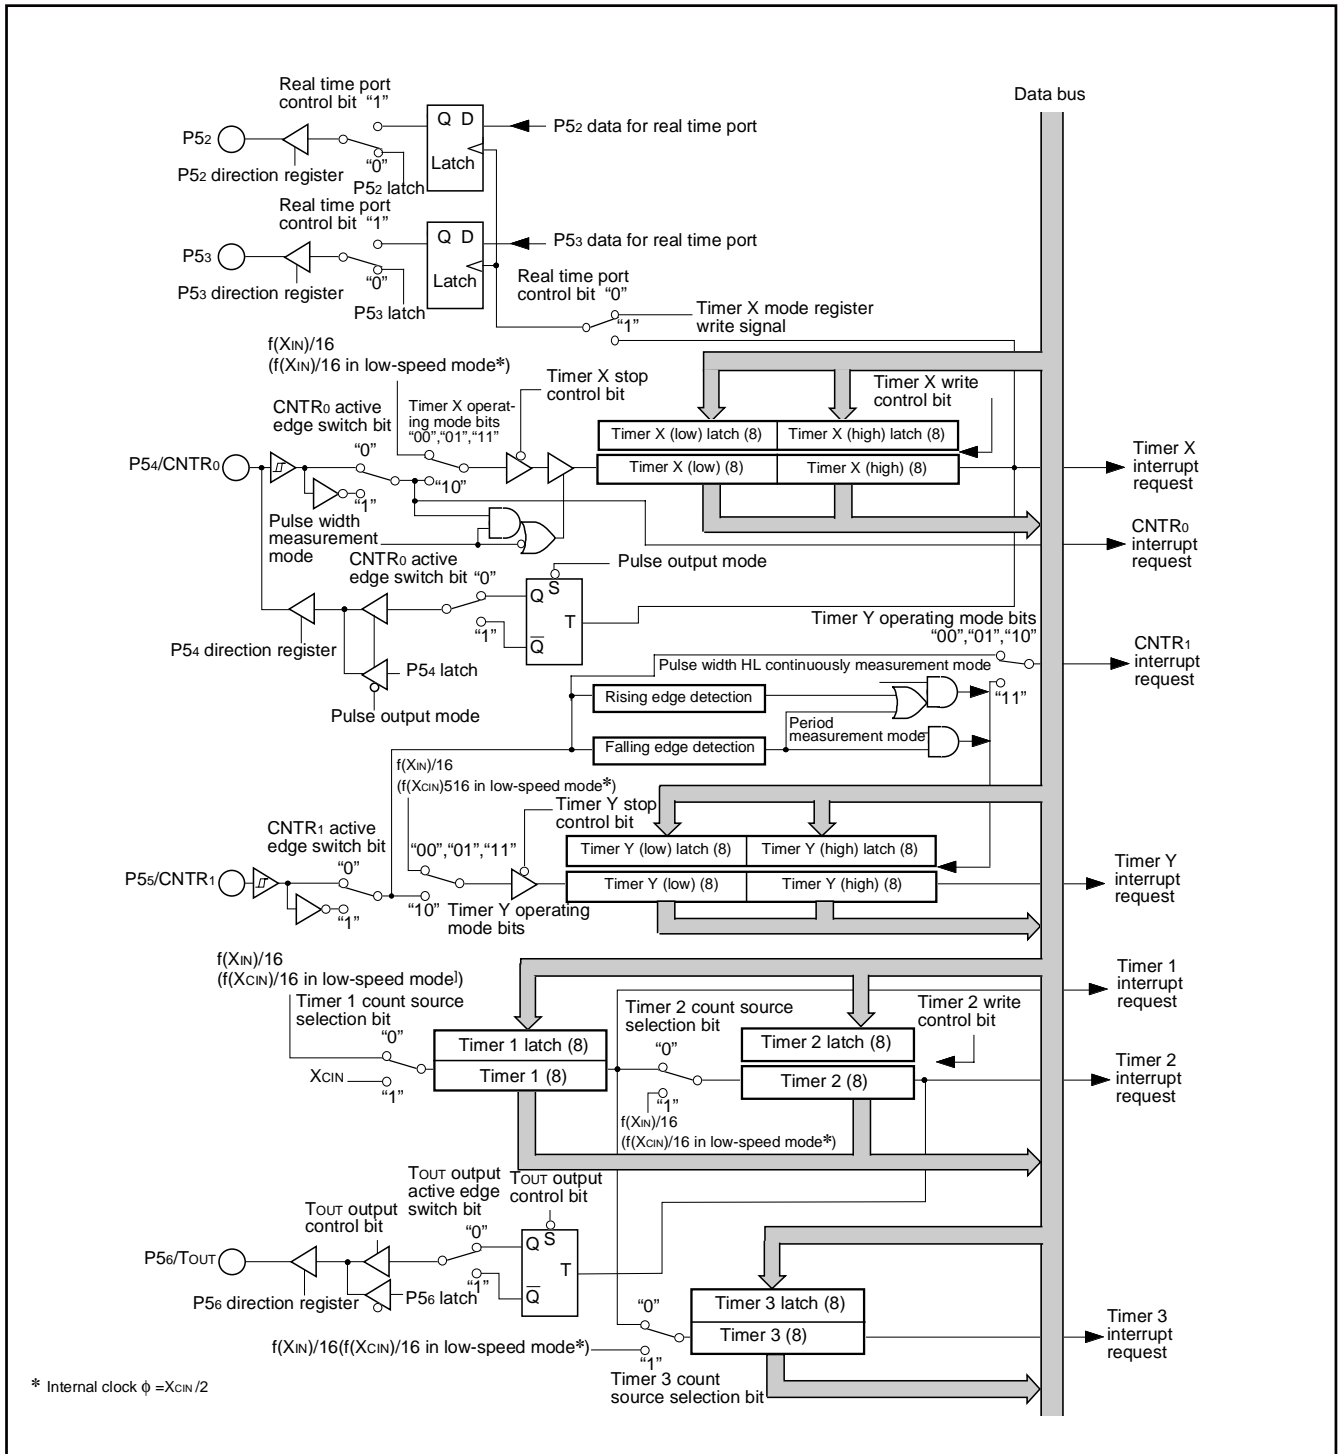 Real time port
control bit “1”
Data bus
P52
Q D
P52 data for real time port
“0”
Latch
P52 direction register
P52 latch
Real time port
control bit “1”
P53
Q D
P53 data for real time port
“0”
Latch
P53 direction register
P53 latch
Real time port
control bit “0”
“1”
Timer X mode register
write signal
f(XIN)/16
(f(XIN)/16 in low-speed mode*)
Timer X stop
control bit
Timer X write
control bit
CNTR0 active
edge switch bit
Timer X operat-
ing mode bits
“00”,“01”,“11”
Timer X (low) latch (8)
Timer X (high) latch (8)
P54/CNTR0
“0”
“10”
“1”
Timer X (low) (8)
Timer X (high) (8)
Timer X
interrupt
request
Pulse width
measurement
mode
CNTR0
interrupt
request
CNTR0 active
edge switch bit “0”
Pulse output mode
Q S
T
“1”
Q
P54 direction register
P54 latch
Pulse output mode
Timer Y operating mode bits
“00”,“01”,“10”
CNTR1
interrupt
request
Pulse width HL continuously measurement mode
“11”
Rising edge detection
Period
measurement mode
Falling edge detection
f(XIN)/16
(f(XCIN)516 in low-speed mode*)
Timer Y stop
control bit
CNTR1 active
edge switch bit
“00”,“01”,“11”
Timer Y (low) latch (8)
Timer Y (high) latch (8)
P55/CNTR1
“0”
“10”
“1”
Timer Y (low) (8)
Timer Y (high) (8)
Timer Y
interrupt
request
Timer Y operating
mode bits
f(XIN)/16
(f(XCIN)/16 in low-speed mode]
Timer 1 count source
selection bit
“0”
Timer 1 latch (8)
Timer 1 (8)
XCIN
“1”
Timer 2 count source
selection bit
“0”
“1”
f(XIN)/16
(f(XCIN)/16 in low-speed mode*)
Timer 2 latch (8)
Timer 2 (8)
Timer 2 write
control bit
Timer 1
interrupt
request
Timer 2
interrupt
request
TOUT output
active edge
switch bit
TOUT output
control bit
TOUT output
control bit
“0”
Q S
T
P56/TOUT
“1”
Q
P56 direction register
P56 latch
Timer 3 latch (8)
Timer 3 (8)
“0”
f(XIN)/16(f(XCIN)/16 in low-speed mode*)
“1”
Timer 3 count
source selection bit
Timer 3
interrupt
request
* Internal clock ϕ =XCIN/2